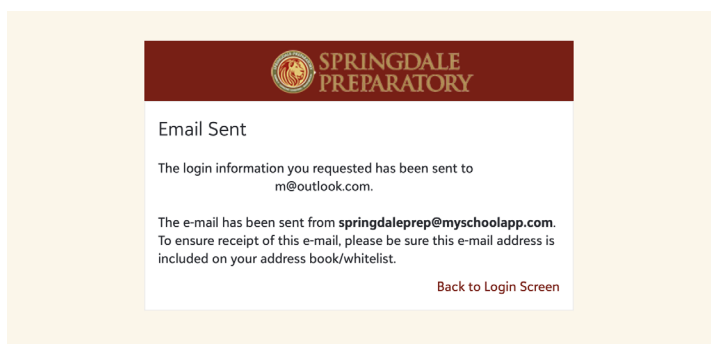 SPRINGDALE
PREPARATORY
Email Sent
The login information you requested has been sent to
m@outlook.com.
The e-mail has been sent from springdaleprep@myschoolapp.com.
To ensure receipt of this e-mail, please be sure this e-mail address is
included on your address book/whitelist.
Back to Login Screen